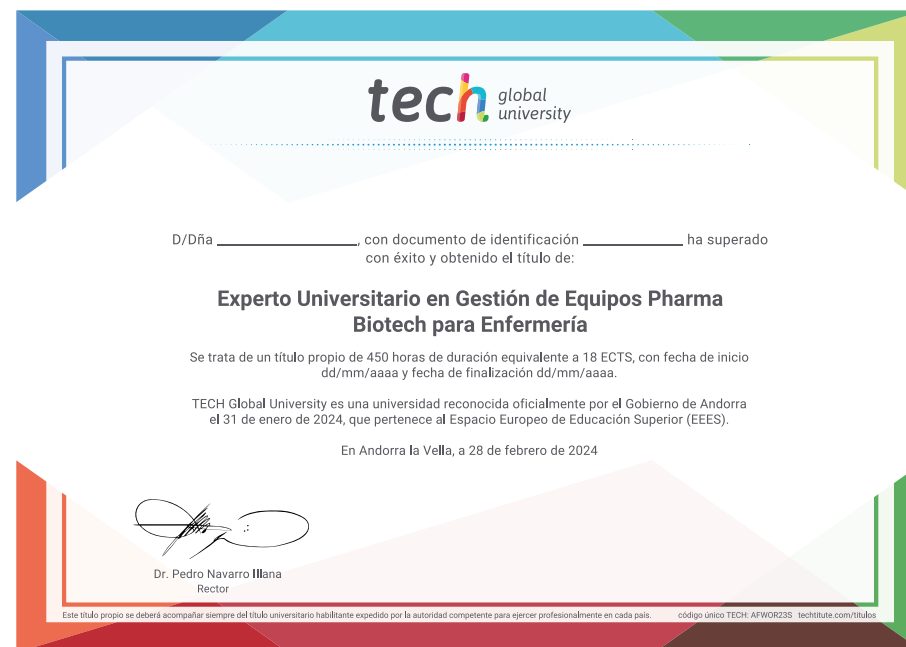 tech global
university
D/Dña ____________________, con documento de identificación ______________ ha superado
con éxito y obtenido el título de:
Experto Universitario en Gestión de Equipos Pharma
Biotech para Enfermería
Se trata de un título propio de 450 horas de duración equivalente a 18 ECTS, con fecha de inicio
dd/mm/aaaa y fecha de finalización dd/mm/aaaa.
TECH Global University es una universidad reconocida oficialmente por el Gobierno de Andorra
el 31 de enero de 2024, que pertenece al Espacio Europeo de Educación Superior (EEES).
En Andorra la Vella, a 28 de febrero de 2024
Dr. Pedro Navarro Illana
Rector
Este título propio se deberá acompañar siempre del título universitario habilitante expedido por la autoridad competente para ejercer profesionalmente en cada país. código único TECH: AFWOR23S techtitute.com/titulos